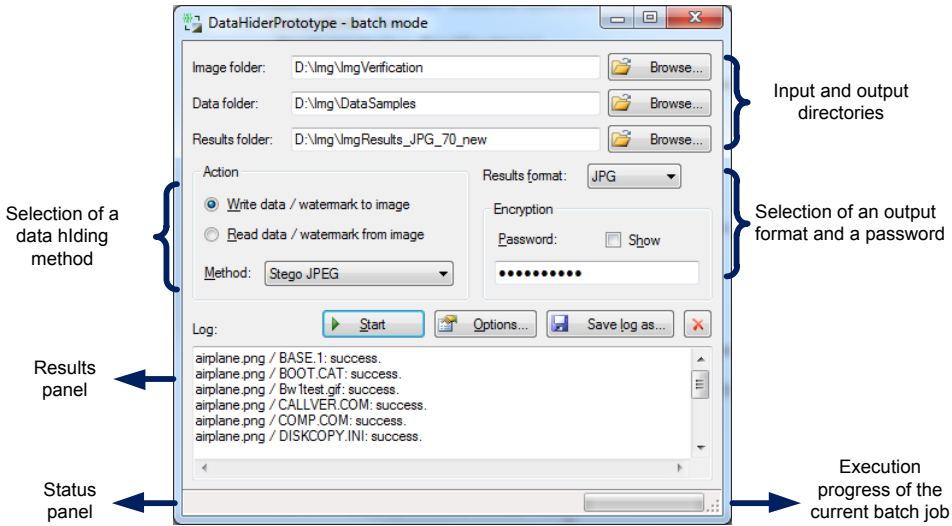 DataHiderPrototype - batch mode
Image folder: D:\Img\ImgVerification Browse...
Data folder: D:\Img\DataSamples Browse...
Results folder: D:\Img\ImgResults_JPG_70_new Browse...
Input and output
directories
Action
Write data / watermark to image
Read data / watermark from image
Method: Stego JPEG
Results format: JPG
Encryption
Password: Show
••••••••••
Selection of a
data hIding
method
Selection of an output
format and a password
Log: Start Options... Save log as...
airplane.png / BASE.1: success.
airplane.png / BOOT.CAT: success.
airplane.png / Bw1test.gif: success.
airplane.png / CALLVER.COM: success.
airplane.png / COMP.COM: success.
airplane.png / DISKCOPY.INI: success.
Results
panel
Status
panel
Execution
progress of the
current batch job